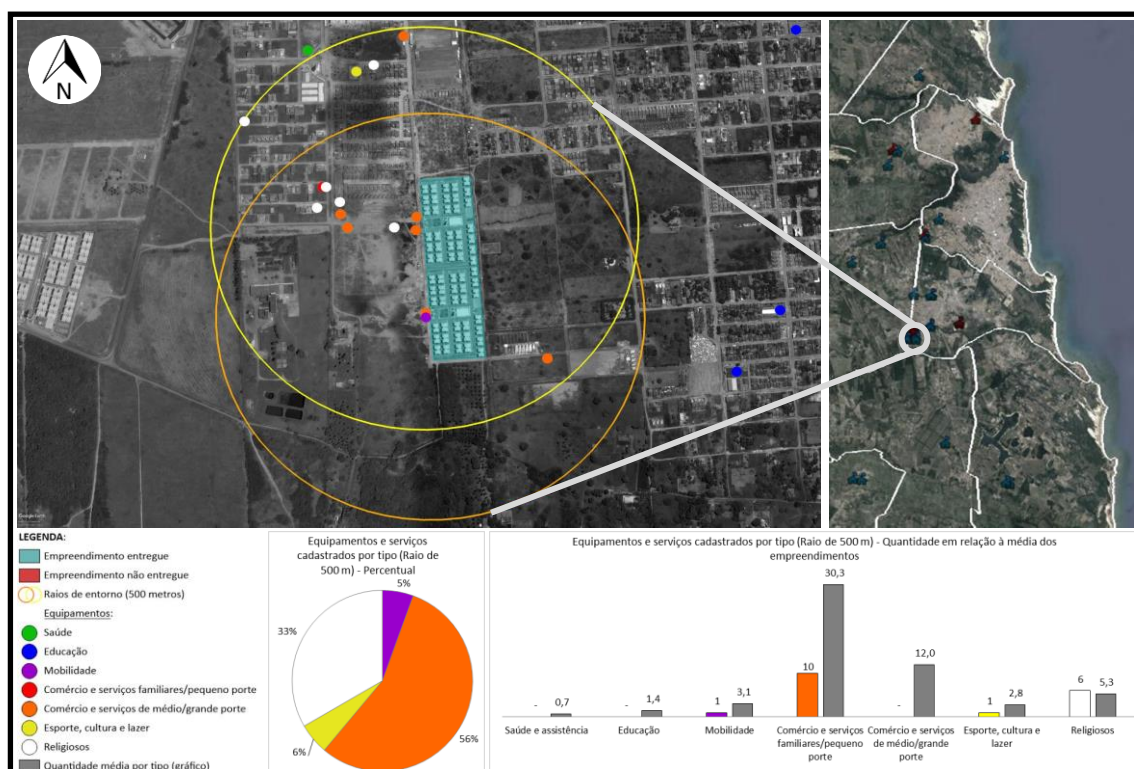 N
Google Earth
LEGENDA:
Empreendimento entregue
Empreendimento não entregue
Raios de entorno (500 metros)
Equipamentos:
Saúde
Educação
Mobilidade
Comércio e serviços familiares/pequeno porte
Comércio e serviços de médio/grande porte
Esporte, cultura e lazer
Religiosos
Quantidade média por tipo (gráfico)
Equipamentos e serviços
cadastrados por tipo (Raio de
500 m) - Percentual
5%
33%
6%
56%
Equipamentos e serviços cadastrados por tipo (Raio de 500 m) - Quantidade em relação à média dos
empreendimentos
30,3
10
12,0
- 0,7
- 1,4
1 3,1
-
1 2,8
6 5,3
Saúde e assistência
Educação
Mobilidade
Comércio e serviços
familiares/pequeno
porte
Comércio e serviços
de médio/grande
porte
Esporte, cultura e
lazer
Religiosos